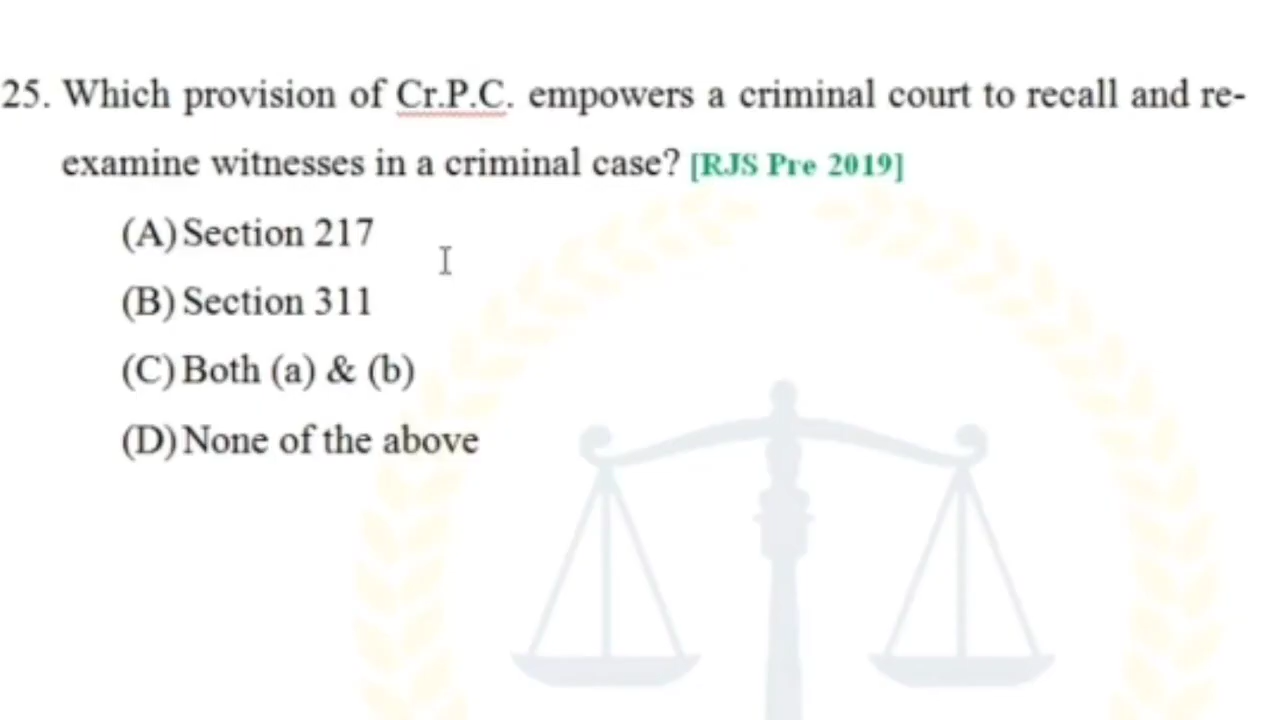 25. Which provision of Cr.P.C. empowers a criminal court to recall and re-
examine witnesses in a criminal case? [RJS Pre 2019]
(A) Section 217
(B) Section 311
(C) Both (a) & (b)
(D) None of the above